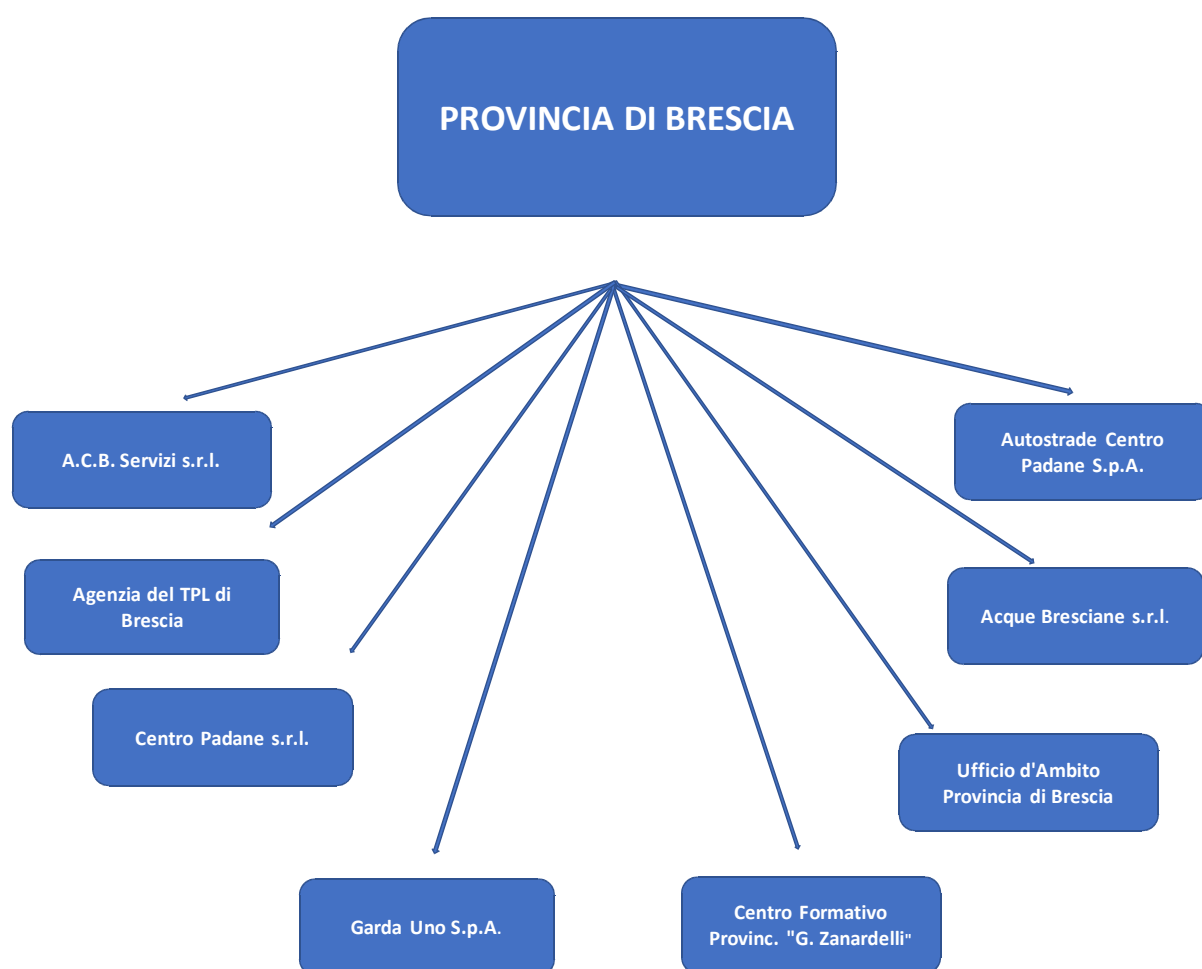 PROVINCIA DI BRESCIA
A.C.B. Servizi s.r.l.
Autostrade Centro
Padane S.p.A.
Agenzia del TPL di
Brescia
Acque Bresciane s.r.l.
Centro Padane s.r.l.
Ufficio d'Ambito
Provincia di Brescia
Garda Uno S.p.A.
Centro Formativo
Provinc. "G. Zanardelli"